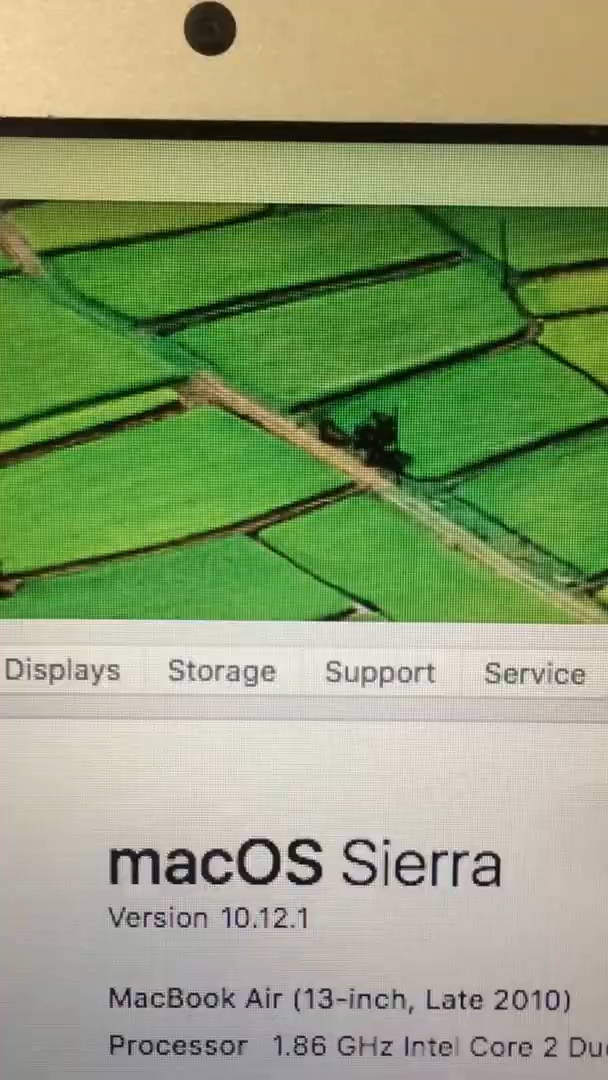 Displays Storage Support Service
macOS Sierra
Version 10.12.1
MacBook Air (13-inch, Late 2010)
Processor 1.86 GHz Intel Core 2 Duo